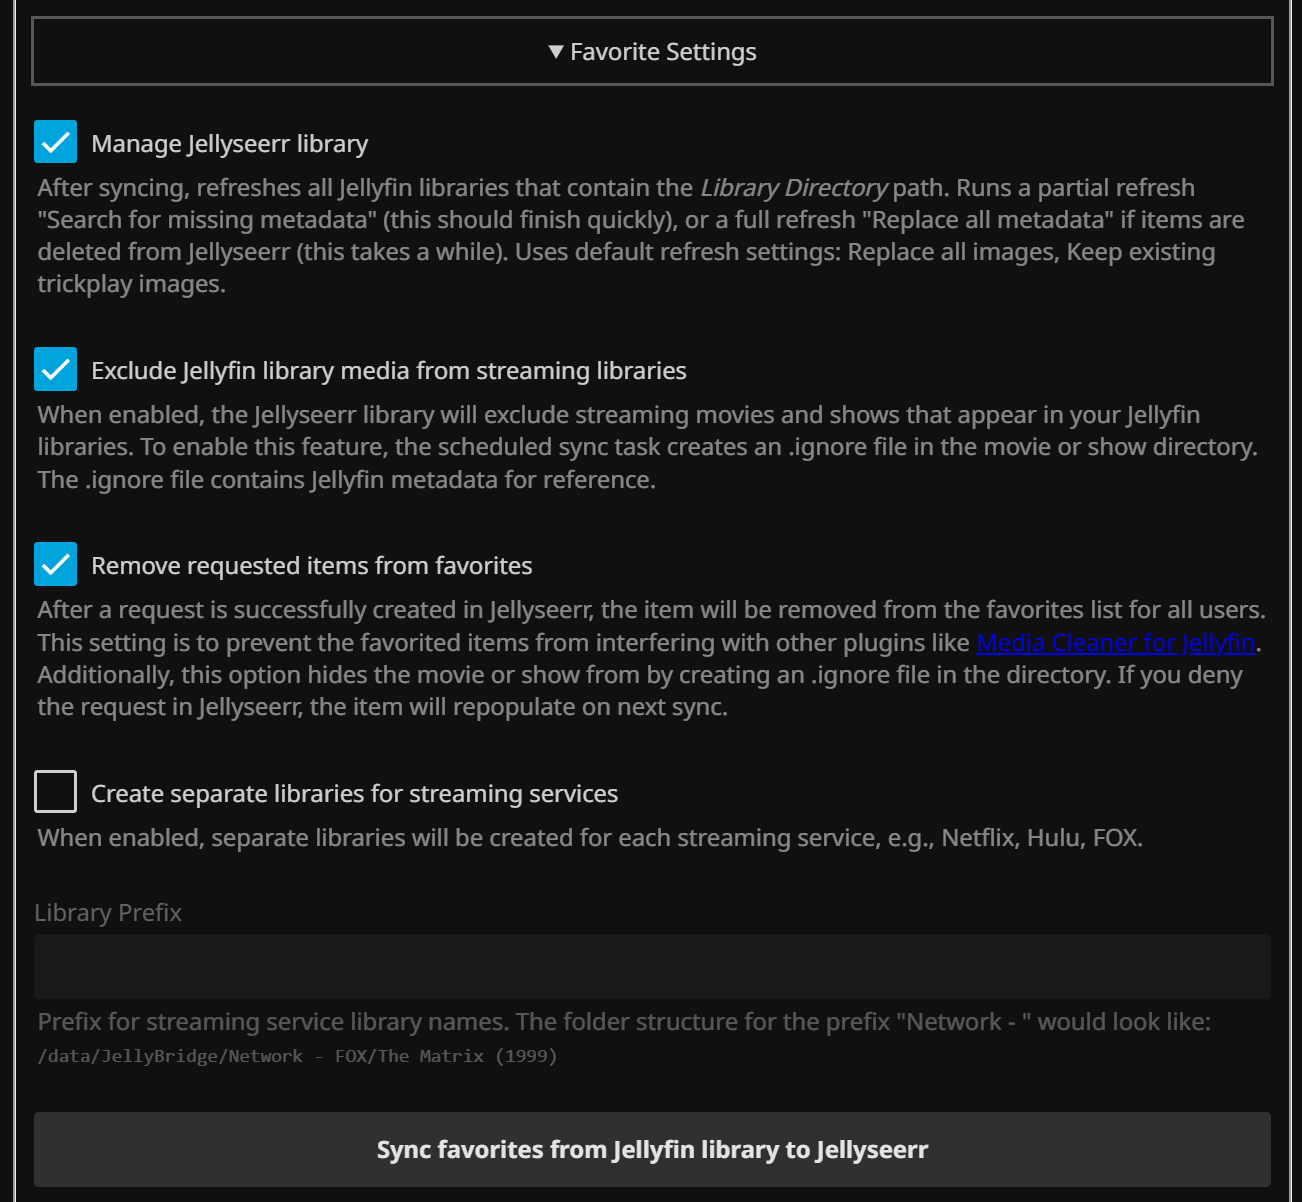 ▼ Favorite Settings
Manage Jellyseerr library
After syncing, refreshes all Jellyfin libraries that contain the Library Directory path. Runs a partial refresh
"Search for missing metadata" (this should finish quickly), or a full refresh "Replace all metadata" if items are
deleted from Jellyseerr (this takes a while). Uses default refresh settings: Replace all images, Keep existing
trickplay images.
Exclude Jellyfin library media from streaming libraries
When enabled, the Jellyseerr library will exclude streaming movies and shows that appear in your Jellyfin
libraries. To enable this feature, the scheduled sync task creates an .ignore file in the movie or show directory.
The .ignore file contains Jellyfin metadata for reference.
Remove requested items from favorites
After a request is successfully created in Jellyseerr, the item will be removed from the favorites list for all users.
This setting is to prevent the favorited items from interfering with other plugins like Media Cleaner for Jellyfin.
Additionally, this option hides the movie or show from by creating an .ignore file in the directory. If you deny
the request in Jellyseerr, the item will repopulate on next sync.
Create separate libraries for streaming services
When enabled, separate libraries will be created for each streaming service, e.g., Netflix, Hulu, FOX.
Library Prefix
Prefix for streaming service library names. The folder structure for the prefix "Network - " would look like:
/data/JellyBridge/Network - FOX/The Matrix (1999)
Sync favorites from Jellyfin library to Jellyseerr